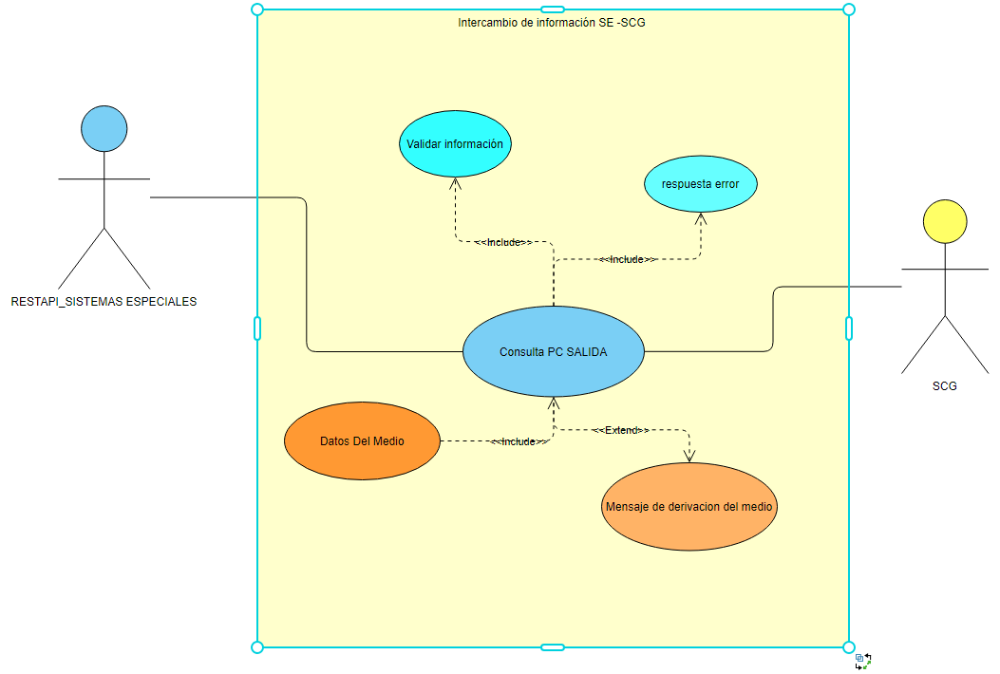 Intercambio de información SE -SCG
Validar información
respuesta error
<<Include>>
<<Include>>
RESTAPI_SISTEMAS ESPECIALES
Consulta PC SALIDA
SCG
Datos Del Medio
<<Include>>
<<Extend>>
Mensaje de derivacion del medio